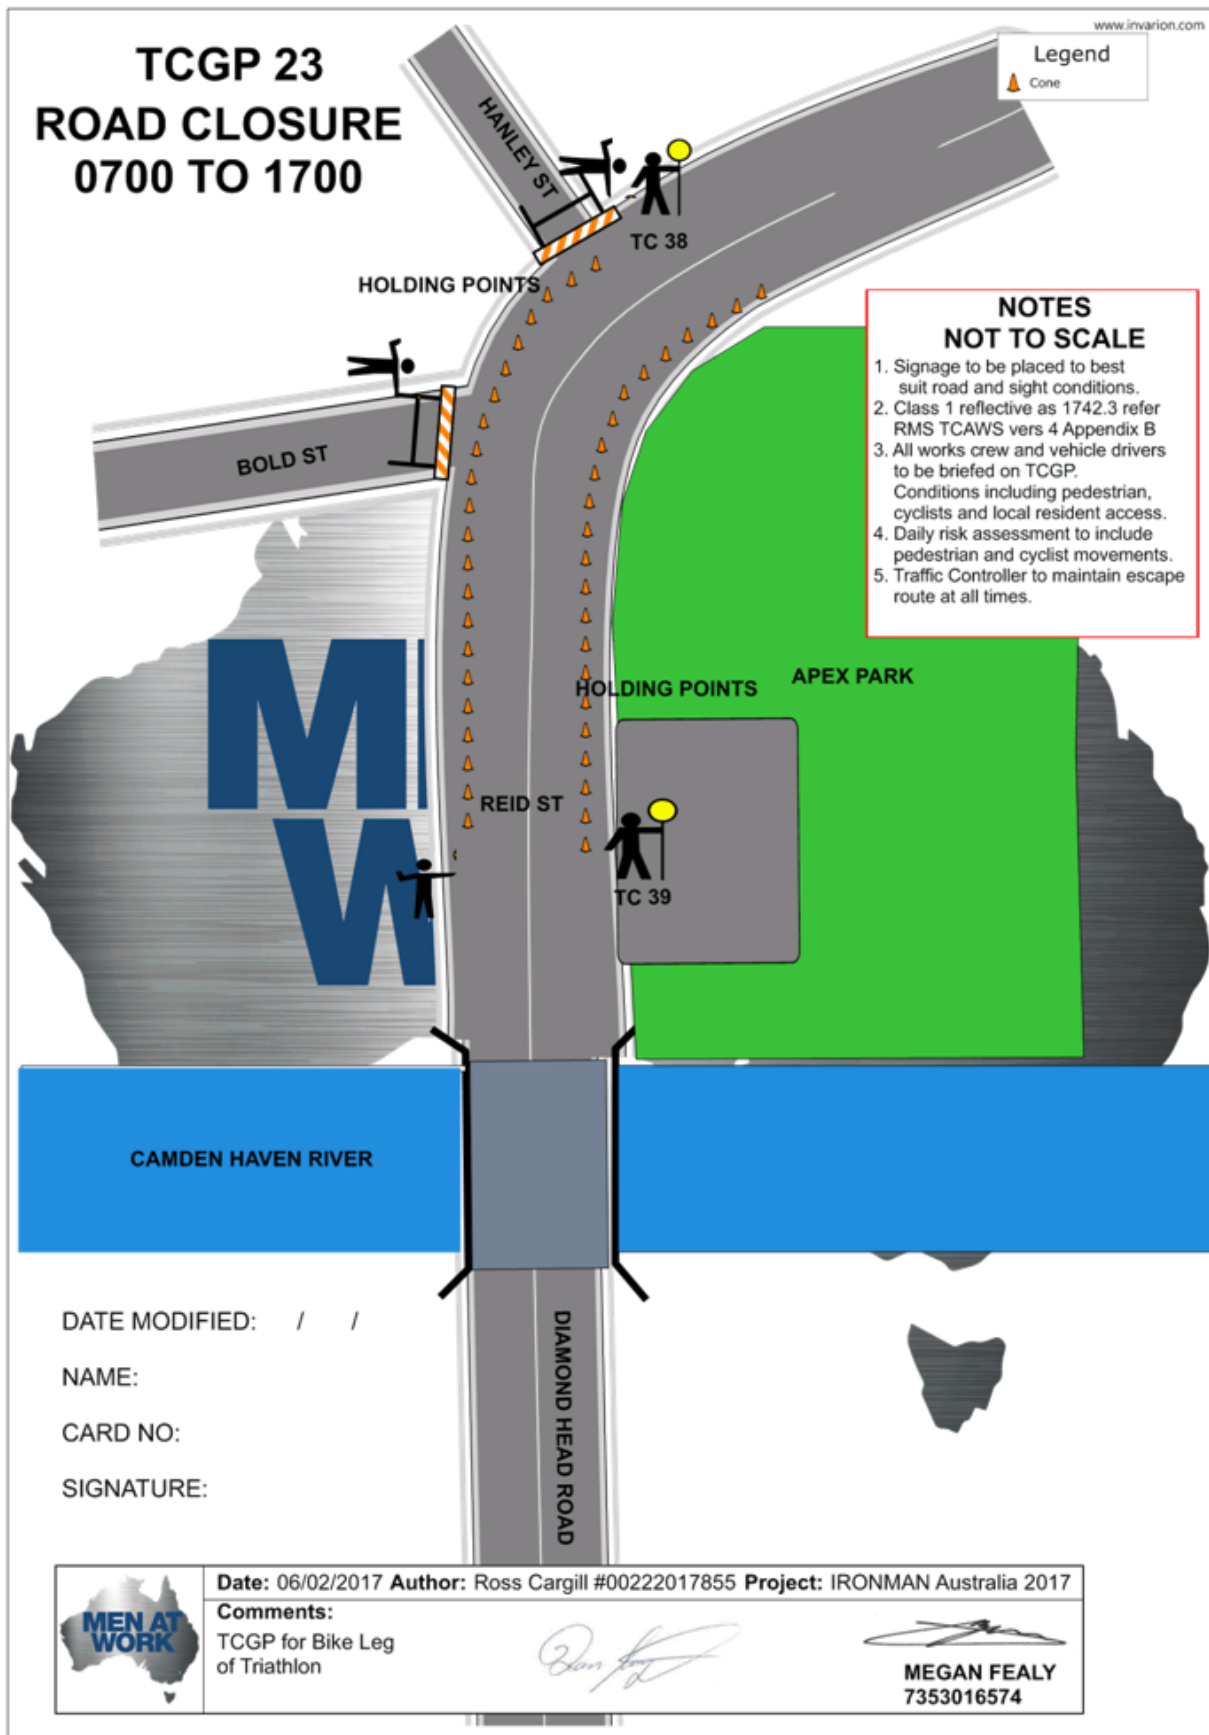 www.invarion.com
TCGP 23
ROAD CLOSURE
0700 TO 1700
Legend
Cone
HANLEY ST
TC 38
HOLDING POINTS
BOLD ST
NOTES
NOT TO SCALE
1. Signage to be placed to best
suit road and sight conditions.
2. Class 1 reflective as 1742.3 refer
RMS TCAWS vers 4 Appendix B
3. All works crew and vehicle drivers
to be briefed on TCGP.
Conditions including pedestrian,
cyclists and local resident access.
4. Daily risk assessment to include
pedestrian and cyclist movements.
5. Traffic Controller to maintain escape
route at all times.
HOLDING POINTS
APEX PARK
REID ST
TC 39
CAMDEN HAVEN RIVER
DIAMOND HEAD ROAD
DATE MODIFIED: / /
NAME:
CARD NO:
SIGNATURE:
MEN AT
WORK
Date: 06/02/2017 Author: Ross Cargill #00222017855 Project: IRONMAN Australia 2017
Comments:
TCGP for Bike Leg
of Triathlon
MEGAN FEALY
7353016574